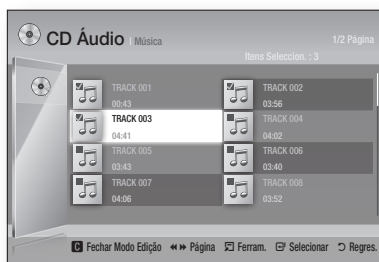 CD Áudio | Música
1/2 Página
Itens Seleccion. : 3
TRACK 001
00:43
TRACK 002
03:56
TRACK 003
04:41
TRACK 004
04:02
TRACK 005
03:43
TRACK 006
03:40
TRACK 007
04:06
TRACK 008
03:52
C Fechar Modo Edição Página Ferram. Selecionar Regres.